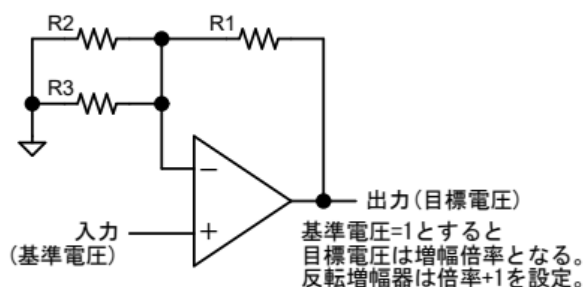 R2
R1
R3
−
+
入力
(基準電圧)
出力(目標電圧)
基準電圧=1とすると
目標電圧は増幅倍率となる。
反転増幅器は倍率+1を設定。